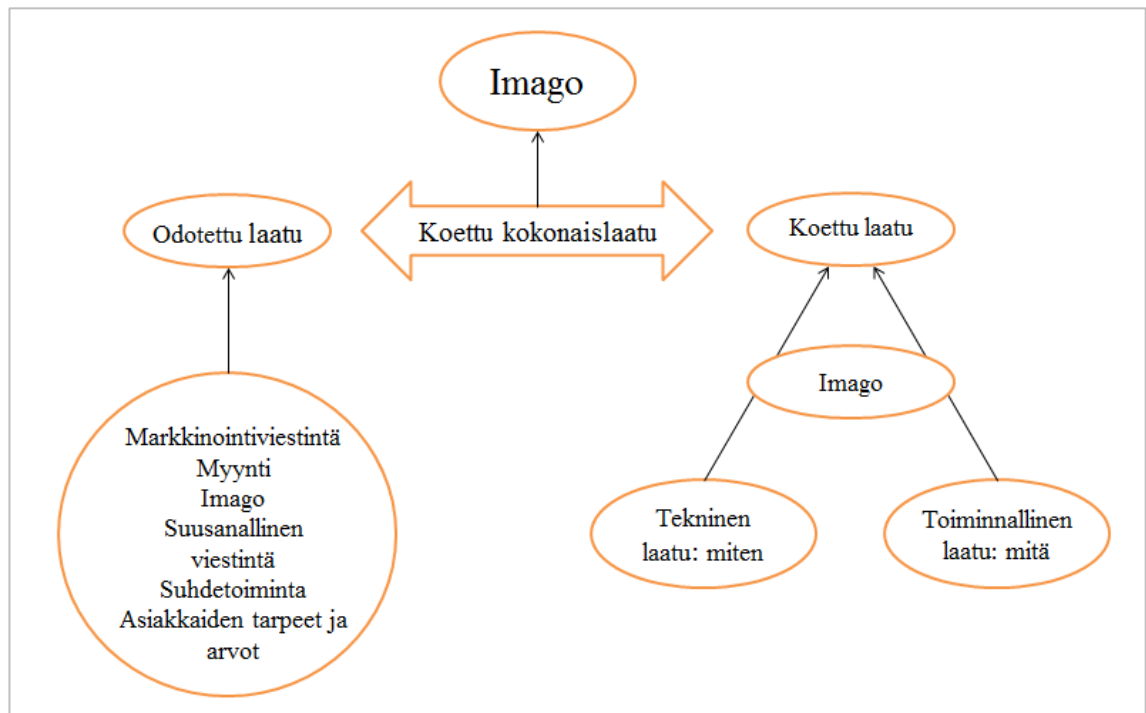 Imago
Odotettu laatu
Koettu kokonaislaatu
Koettu laatu
Markkinointiviestintä
Myynti
Imago
Suusanallinen
viestintä
Suhdetoiminta
Asiakkaiden tarpeet ja
arvot
Imago
Tekninen
laatu: miten
Toiminnallinen
laatu: mitä